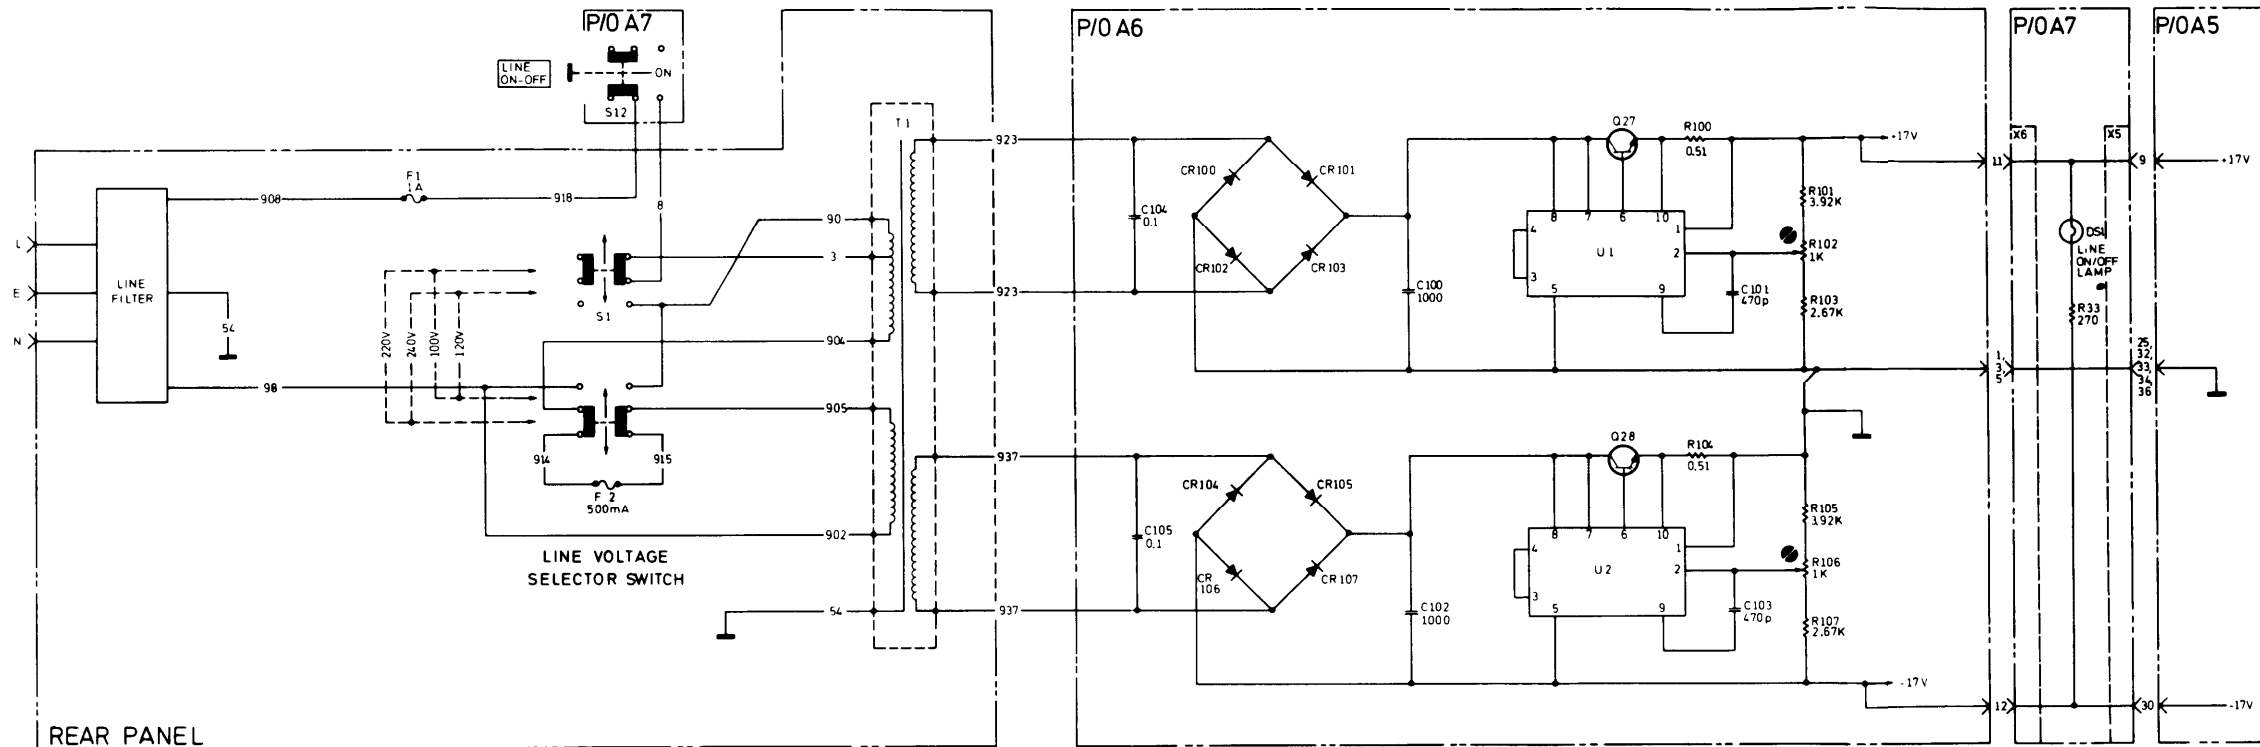 P/O A7
LINE
ON-OFF
ON
S12
F1
1A
908
918
8
L
E
N
LINE
FILTER
54
98
220V
240V
100V
120V
S1
914
915
F 2
500mA
LINE VOLTAGE
SELECTOR SWITCH
REAR PANEL
90
3
904
905
902
54
T1
923
923
937
937
P/O A6
C104
0.1
CR100
CR101
CR102
CR103
C100
1000
Q27
R100
0.51
8 7 6 10
4
3
1
2
U1
5 9
C101
470p
R101
3.92K
R102
1K
R103
2.67K
+17V
C105
0.1
CR104
CR105
CR
106
CR107
C102
1000
Q28
R104
0.51
8 7 6 10
4
3
1
2
U2
5 9
C103
470p
R105
3.92K
R106
1K
R107
2.67K
-17V
11
1,
3,
5
12
P/O A7
X6
X5
DS1
LINE
ON/OFF
LAMP
R33
270
9
25,
32,
33,
34,
36
30
P/O A5
+17V
-17V